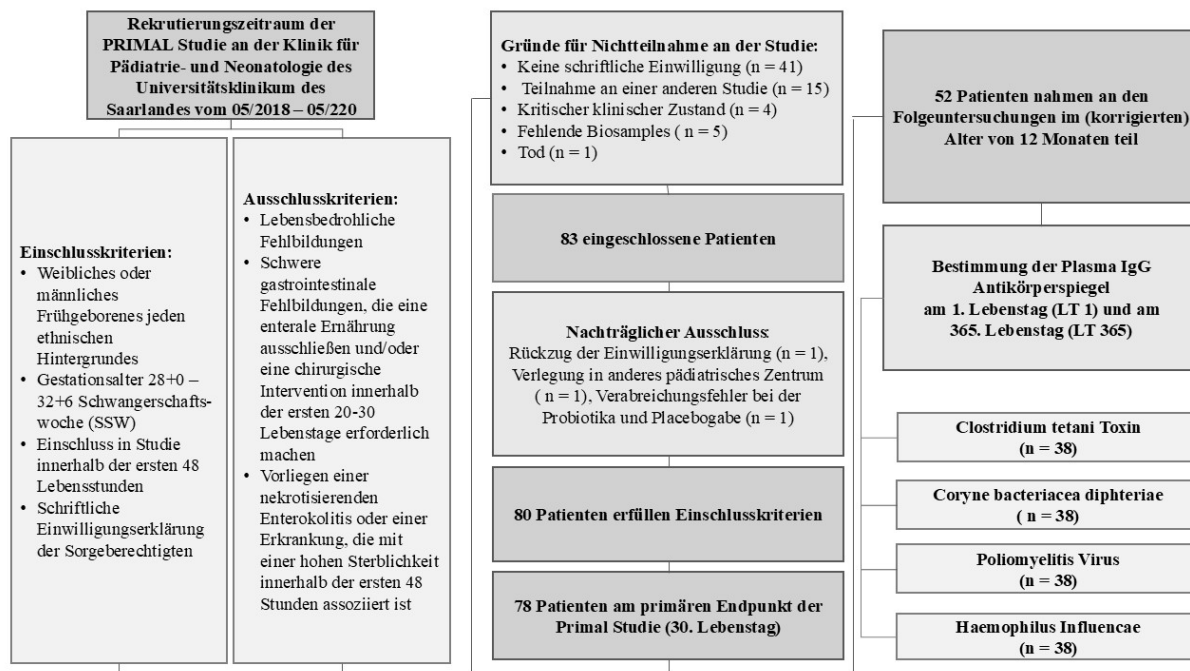 Rekrutierungszeitraum der
PRIMAL Studie an der Klinik für
Pädiatrie- und Neonatologie des
Universitätsklinikum des
Saarlandes vom 05/2018 – 05/220
Einschlusskriterien:
• Weibliches oder
männliches
Frühgeborenes jeden
ethnischen
Hintergrundes
• Gestationsalter 28+0 –
32+6 Schwangerschafts-
woche (SSW)
• Einschluss in Studie
innerhalb der ersten 48
Lebensstunden
• Schriftliche
Einwilligungserklärung
der Sorgeberechtigten
Ausschlusskriterien:
• Lebensbedrohliche
Fehlbildungen
• Schwere
gastrointestinale
Fehlbildungen, die eine
enterale Ernährung
ausschließen und/oder
eine chirurgische
Intervention innerhalb
der ersten 20-30
Lebenstage erforderlich
machen
• Vorliegen einer
nekrotisierenden
Enterokolitis oder einer
Erkrankung, die mit
einer hohen Sterblichkeit
innerhalb der ersten 48
Stunden assoziiert ist
Gründe für Nichtteilnahme an der Studie:
• Keine schriftliche Einwilligung (n = 41)
• Teilnahme an einer anderen Studie (n = 15)
• Kritischer klinischer Zustand (n = 4)
• Fehlende Biosamples ( n = 5)
• Tod (n = 1)
83 eingeschlossene Patienten
Nachträglicher Ausschluss:
Rückzug der Einwilligungserklärung (n = 1),
Verlegung in anderes pädiatrisches Zentrum
( n = 1), Verabreichungsfehler bei der
Probiotika und Placebogabe (n = 1)
80 Patienten erfüllen Einschlusskriterien
78 Patienten am primären Endpunkt der
Primal Studie (30. Lebenstag)
52 Patienten nahmen an den
Folgeuntersuchungen im (korrigierten)
Alter von 12 Monaten teil
Bestimmung der Plasma IgG
Antikörperspiegel
am 1. Lebenstag (LT 1) und am
365. Lebenstag (LT 365)
Clostridium tetani Toxin
(n = 38)
Coryne bacteriacea diphteriae
( n = 38)
Poliomyelitis Virus
(n = 38)
Haemophilus Influencae
(n = 38)